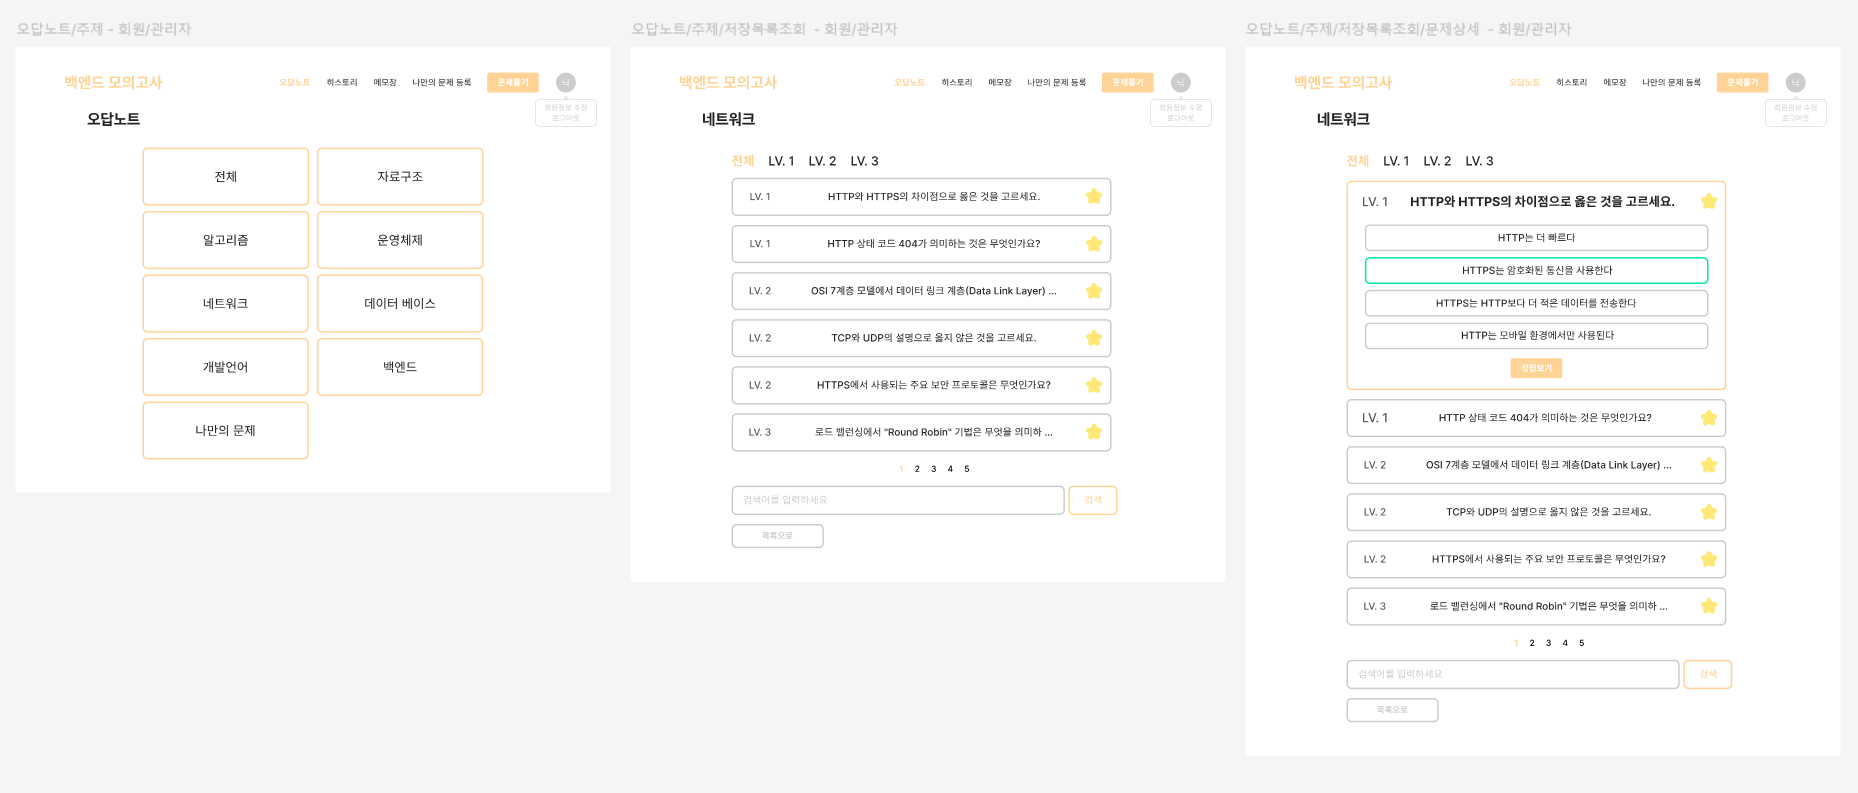 오답노트/주제 - 회원/관리자
백엔드 모의고사
오답노트 히스토리 메모장 나만의 문제 등록 문제풀기 닉
회원정보 수정
로그아웃
오답노트
전체 자료구조
알고리즘 운영체제
네트워크 데이터 베이스
개발언어 백엔드
나만의 문제
오답노트/주제/저장목록조회 - 회원/관리자
백엔드 모의고사
오답노트 히스토리 메모장 나만의 문제 등록 문제풀기 닉
회원정보 수정
로그아웃
네트워크
전체 LV. 1 LV. 2 LV. 3
LV. 1 HTTP와 HTTPS의 차이점으로 옳은 것을 고르세요.
LV. 1 HTTP 상태 코드 404가 의미하는 것은 무엇인가요?
LV. 2 OSI 7계층 모델에서 데이터 링크 계층(Data Link Layer) ...
LV. 2 TCP와 UDP의 설명으로 옳지 않은 것을 고르세요.
LV. 2 HTTPS에서 사용되는 주요 보안 프로토콜은 무엇인가요?
LV. 3 로드 밸런싱에서 "Round Robin" 기법은 무엇을 의미하 ...
1 2 3 4 5
검색어를 입력하세요 검색
목록으로
오답노트/주제/저장목록조회/문제상세 - 회원/관리자
백엔드 모의고사
오답노트 히스토리 메모장 나만의 문제 등록 문제풀기 닉
회원정보 수정
로그아웃
네트워크
전체 LV. 1 LV. 2 LV. 3
LV. 1 HTTP와 HTTPS의 차이점으로 옳은 것을 고르세요.
HTTP는 더 빠르다
HTTPS는 암호화된 통신을 사용한다
HTTPS는 HTTP보다 더 적은 데이터를 전송한다
HTTP는 모바일 환경에서만 사용된다
정답보기
LV. 1 HTTP 상태 코드 404가 의미하는 것은 무엇인가요?
LV. 2 OSI 7계층 모델에서 데이터 링크 계층(Data Link Layer) ...
LV. 2 TCP와 UDP의 설명으로 옳지 않은 것을 고르세요.
LV. 2 HTTPS에서 사용되는 주요 보안 프로토콜은 무엇인가요?
LV. 3 로드 밸런싱에서 "Round Robin" 기법은 무엇을 의미하 ...
1 2 3 4 5
검색어를 입력하세요 검색
목록으로